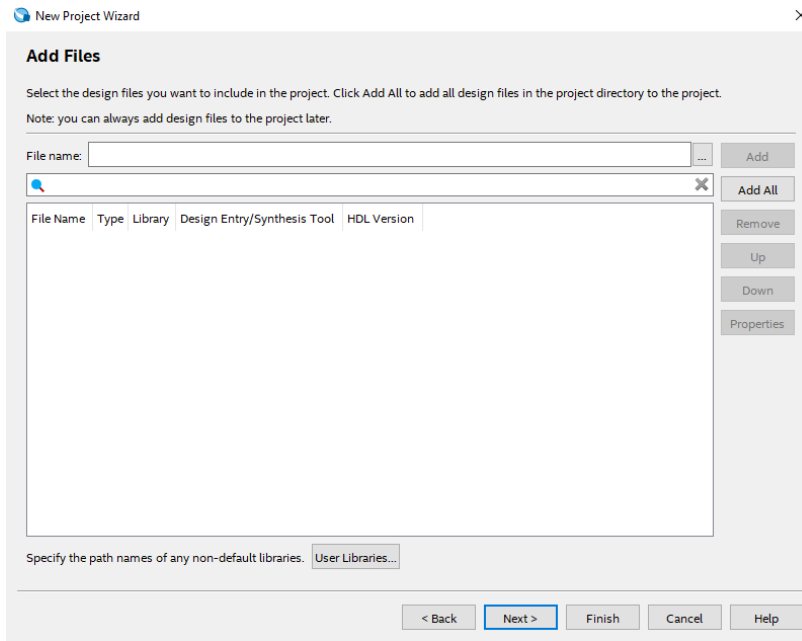 New Project Wizard
Add Files
Select the design files you want to include in the project. Click Add All to add all design files in the project directory to the project.
Note: you can always add design files to the project later.
File name: ... Add
Add All
File Name Type Library Design Entry/Synthesis Tool HDL Version
Remove
Up
Down
Properties
Specify the path names of any non-default libraries. User Libraries...
< Back Next > Finish Cancel Help